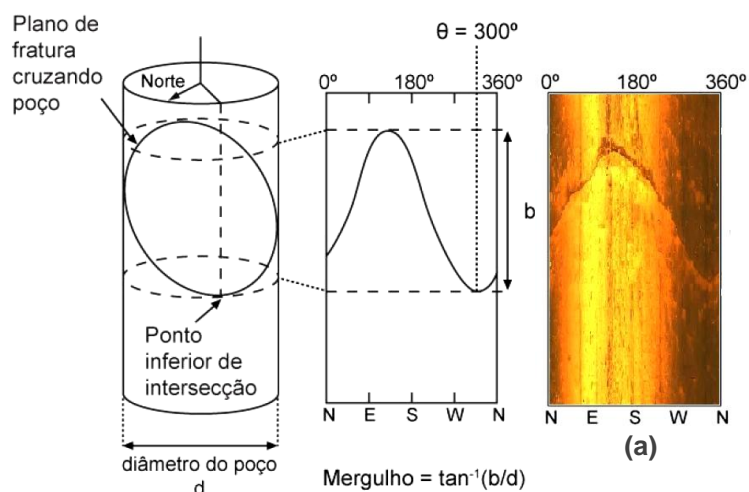 Plano de
fratura
cruzando
poço
Norte
Ponto
inferior de
intersecção
diâmetro do poço
d
θ = 300º
0º 180º 360º
b
N E S W N
Mergulho = tan⁻¹(b/d)
0º 180º 360º
N E S W N
(a)